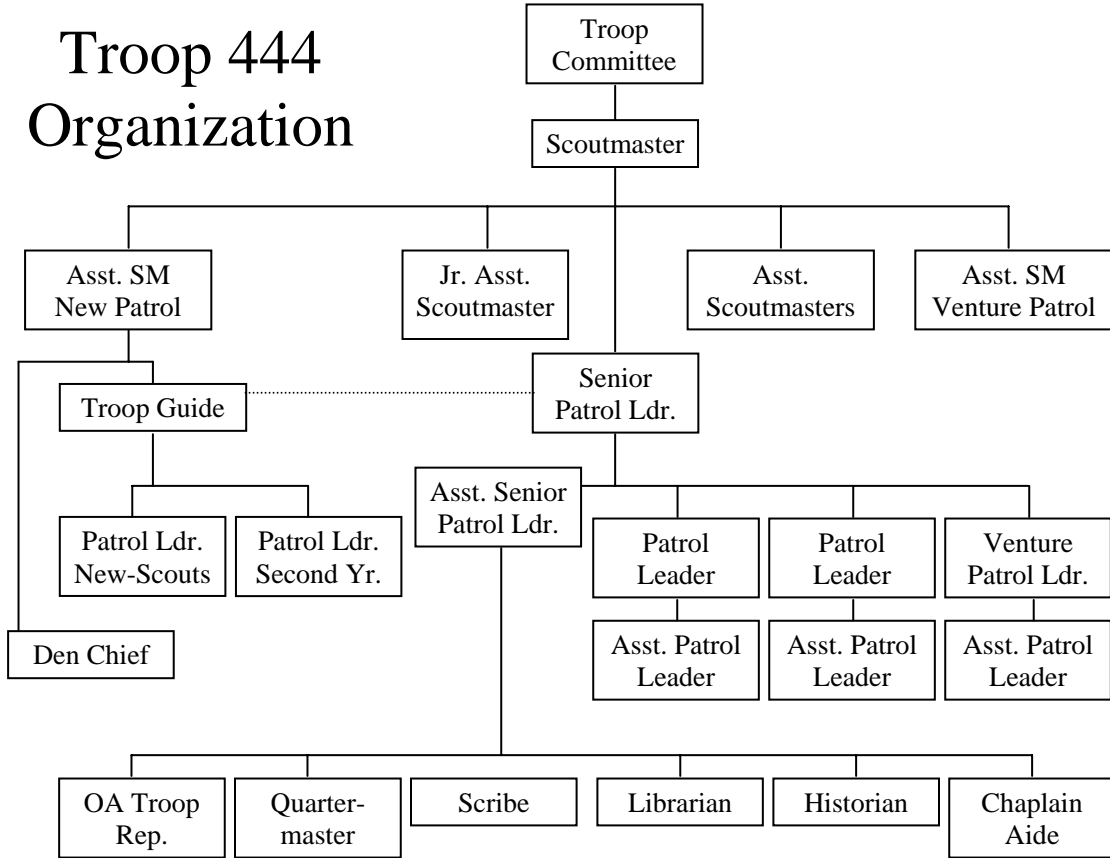 Troop 444
Organization
Troop
Committee
Scoutmaster
Asst. SM
New Patrol
Jr. Asst.
Scoutmaster
Asst.
Scoutmasters
Asst. SM
Venture Patrol
Troop Guide
Senior
Patrol Ldr.
Asst. Senior
Patrol Ldr.
Patrol Ldr.
New-Scouts
Patrol Ldr.
Second Yr.
Patrol
Leader
Patrol
Leader
Venture
Patrol Ldr.
Den Chief
Asst. Patrol
Leader
Asst. Patrol
Leader
Asst. Patrol
Leader
OA Troop
Rep.
Quarter-
master
Scribe
Librarian
Historian
Chaplain
Aide